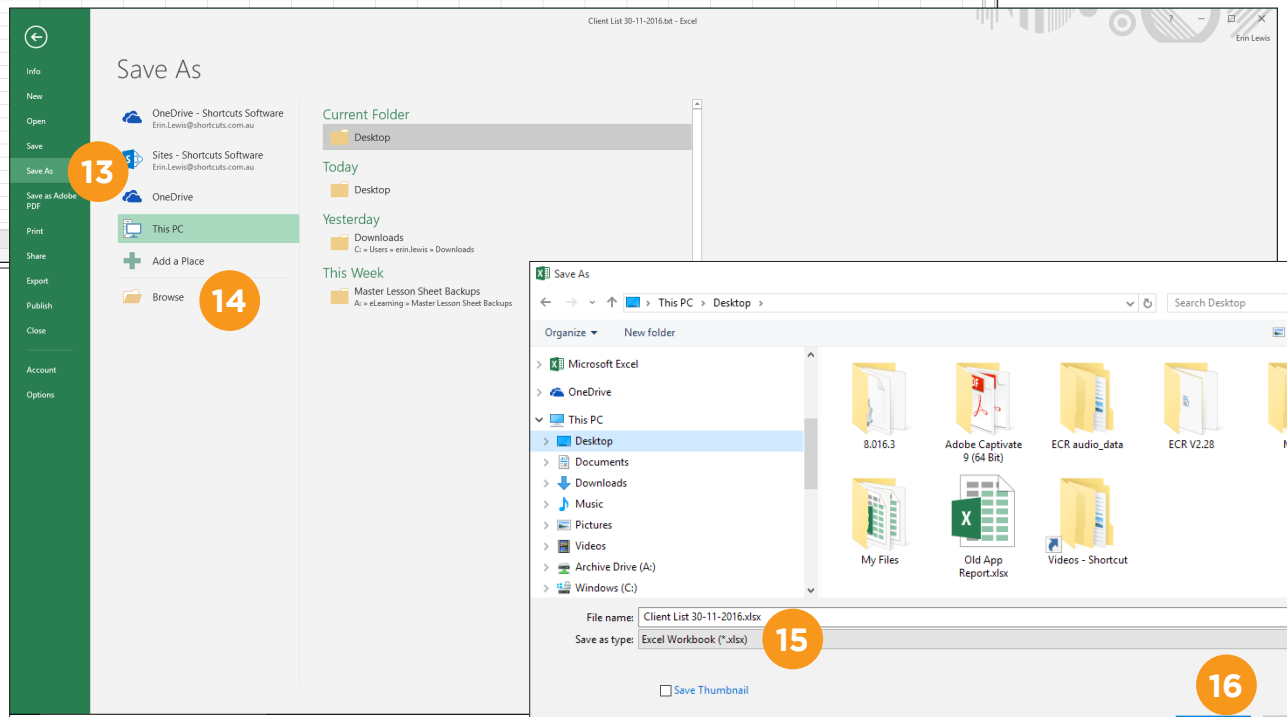 Client List 30-11-2016.txt - Excel
?
Erin Lewis
Info
New
Open
Save
Save As
Save as Adobe
PDF
Print
Share
Export
Publish
Close
Account
Options
13
Save As
OneDrive - Shortcuts Software
Erin.Lewis@shortcuts.com.au
Sites - Shortcuts Software
Erin.Lewis@shortcuts.com.au
OneDrive
This PC
Add a Place
Browse
14
Current Folder
Desktop
Today
Desktop
Yesterday
Downloads
C: » Users » erin.lewis » Downloads
This Week
Master Lesson Sheet Backups
A: » eLearning » Master Lesson Sheet Backups
Save As
This PC > Desktop >
Search Desktop
Organize
New folder
Microsoft Excel
OneDrive
This PC
Desktop
Documents
Downloads
Music
Pictures
Videos
Archive Drive (A:)
Windows (C:)
8.016.3
Adobe Captivate
9 (64 Bit)
ECR audio_data
ECR V2.28
My Files
Old App
Report.xlsx
Videos - Shortcut
File name: Client List 30-11-2016.xlsx
Save as type: Excel Workbook (*.xlsx)
15
Save Thumbnail
16